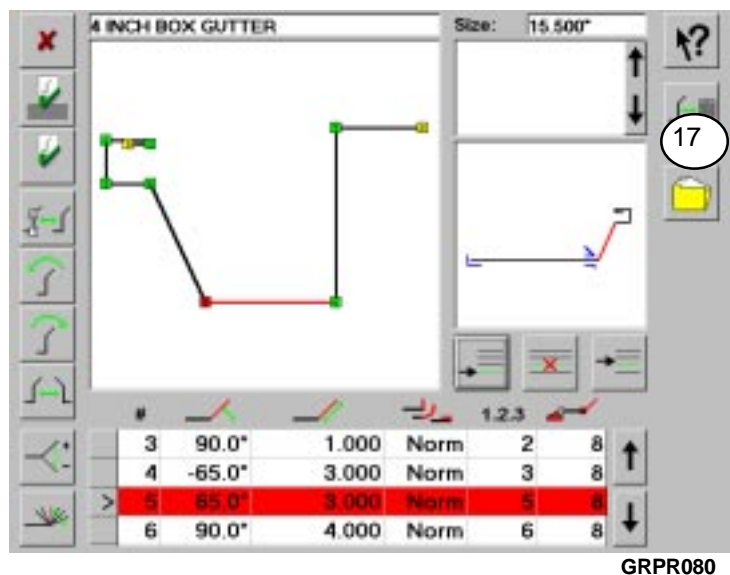 4 INCH BOX GUTTER Size: 15.500"
?
17
# 1.2.3
3 90.0° 1.000 Norm 2 8
4 -65.0° 3.000 Norm 3 8
> 5 65.0° 3.000 Norm 5 8
6 90.0° 4.000 Norm 6 8
GRPR080